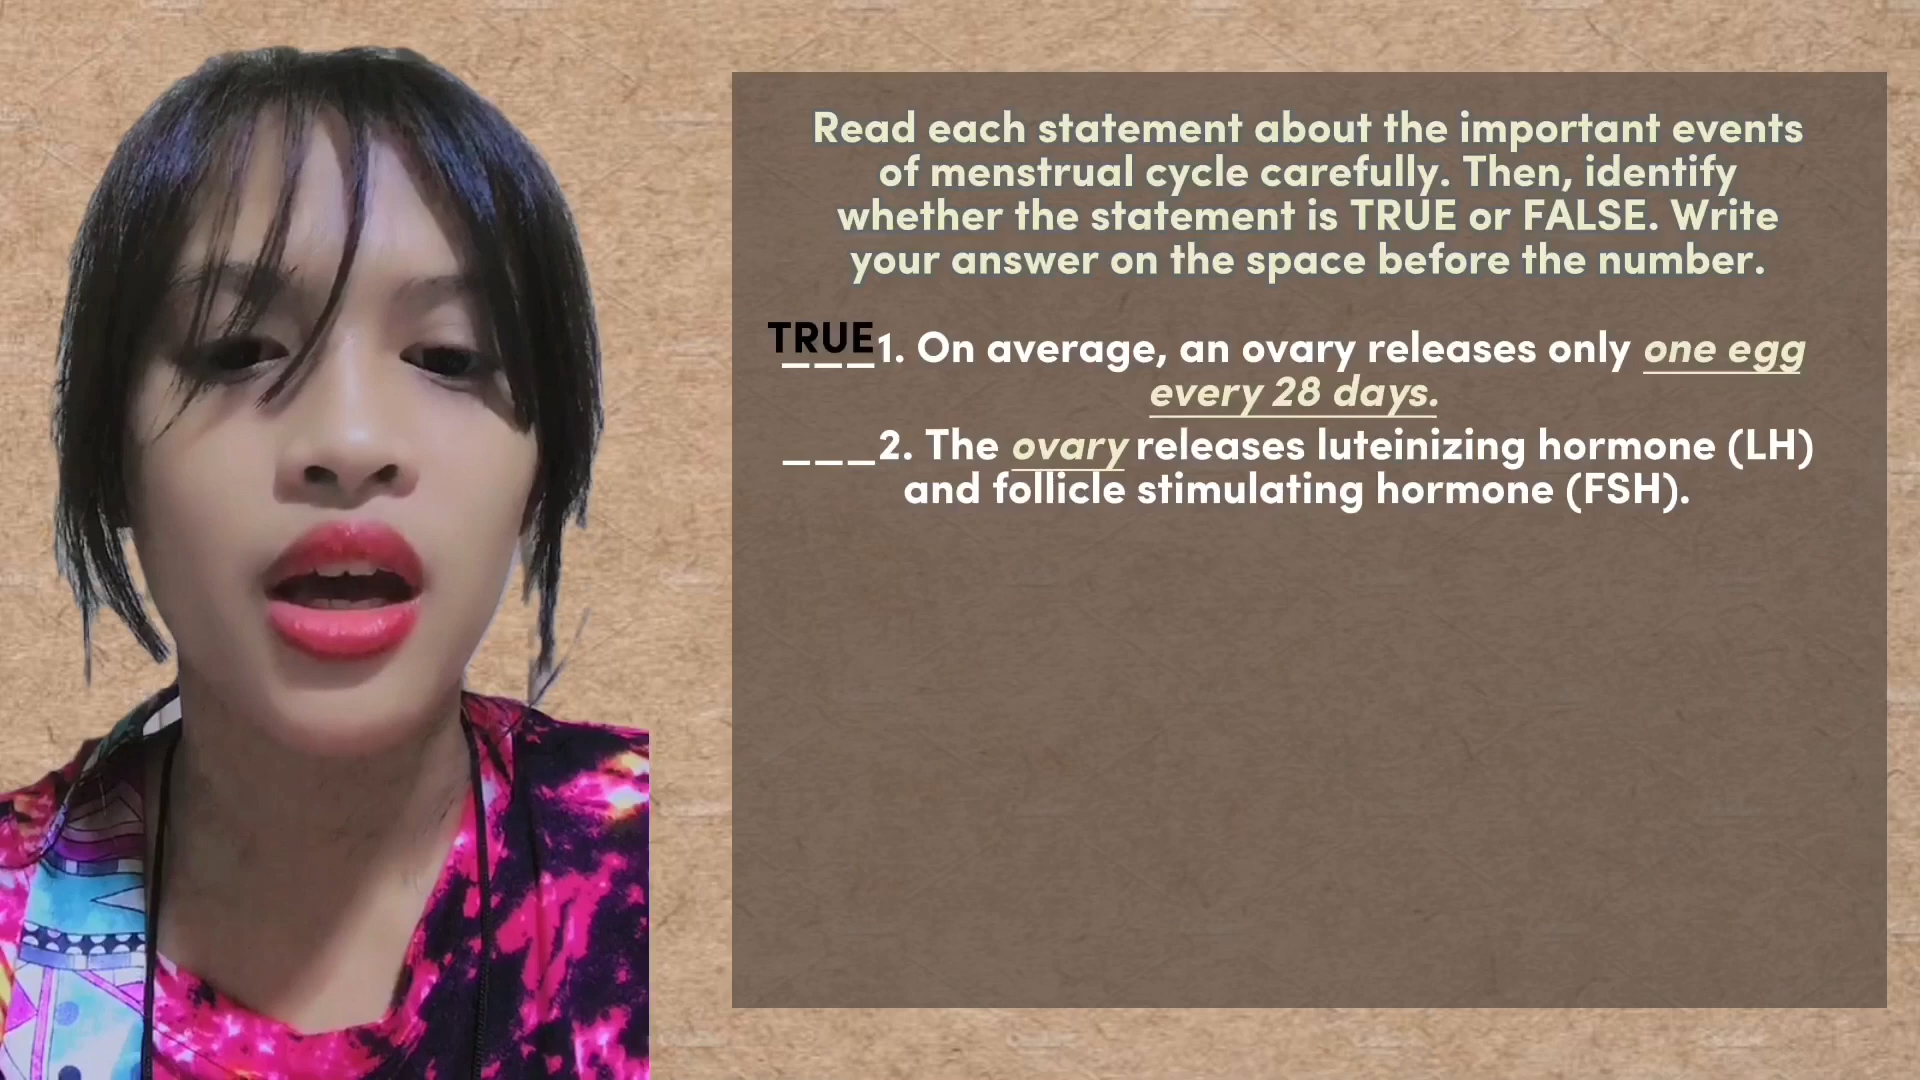 Read each statement about the important events
of menstrual cycle carefully. Then, identify
whether the statement is TRUE or FALSE. Write
your answer on the space before the number.
TRUE
___1. On average, an ovary releases only one egg
every 28 days.
___2. The ovary releases luteinizing hormone (LH)
and follicle stimulating hormone (FSH).